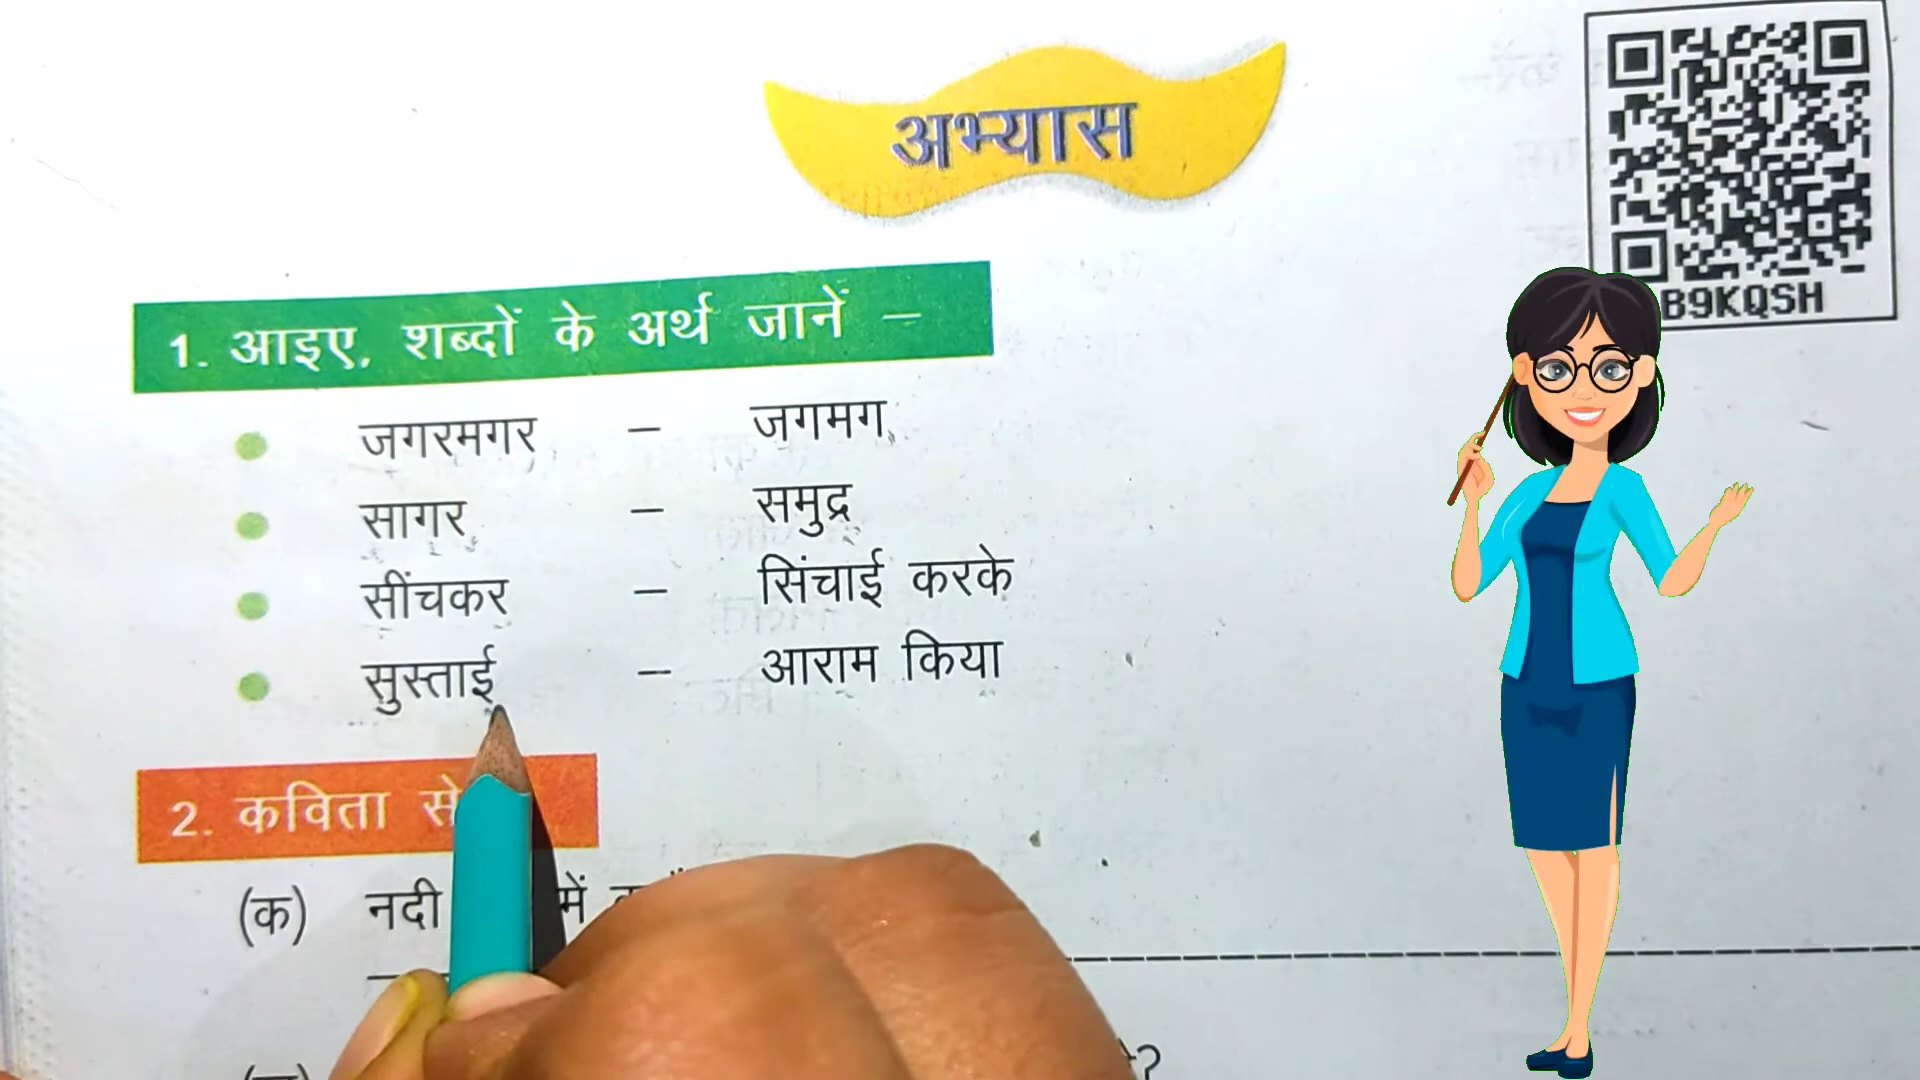 अभ्यास
B9KQSH
1. आइए, शब्दों के अर्थ जानें –
जगरमगर – जगमग
सागर – समुद्र
सींचकर – सिंचाई करके
सुस्ताई – आराम किया
2. कविता से
(क) नदी में